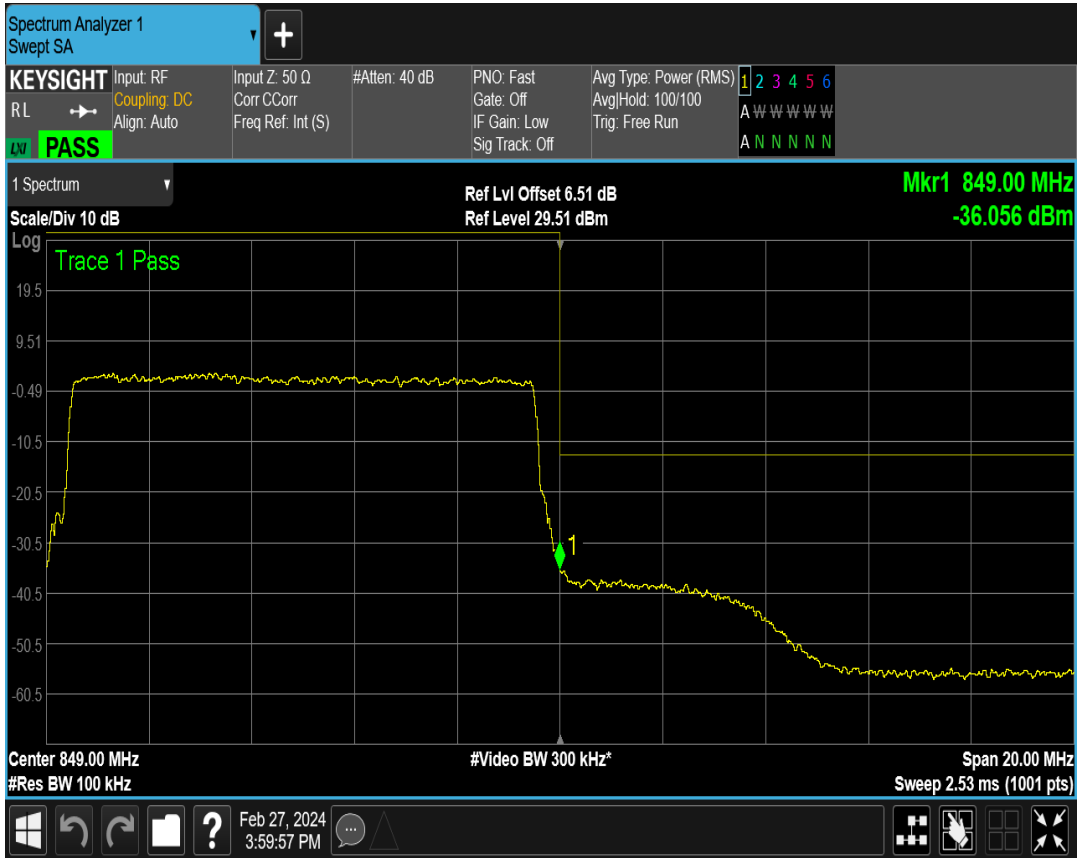 Spectrum Analyzer 1
Swept SA
+
KEYSIGHT Input: RF Input Z: 50 Ω #Atten: 40 dB PNO: Fast Avg Type: Power (RMS) 1 2 3 4 5 6
RL Coupling: DC Corr CCorr Gate: Off Avg|Hold: 100/100 A W W W W W
Align: Auto Freq Ref: Int (S) IF Gain: Low Trig: Free Run
LXI PASS Sig Track: Off A N N N N N
1 Spectrum Ref Lvl Offset 6.51 dB Mkr1 849.00 MHz
Scale/Div 10 dB Ref Level 29.51 dBm -36.056 dBm
Log
Trace 1 Pass
19.5
9.51
-0.49
-10.5
-20.5
-30.5
1
-40.5
-50.5
-60.5
Center 849.00 MHz #Video BW 300 kHz* Span 20.00 MHz
#Res BW 100 kHz Sweep 2.53 ms (1001 pts)
? Feb 27, 2024
3:59:57 PM